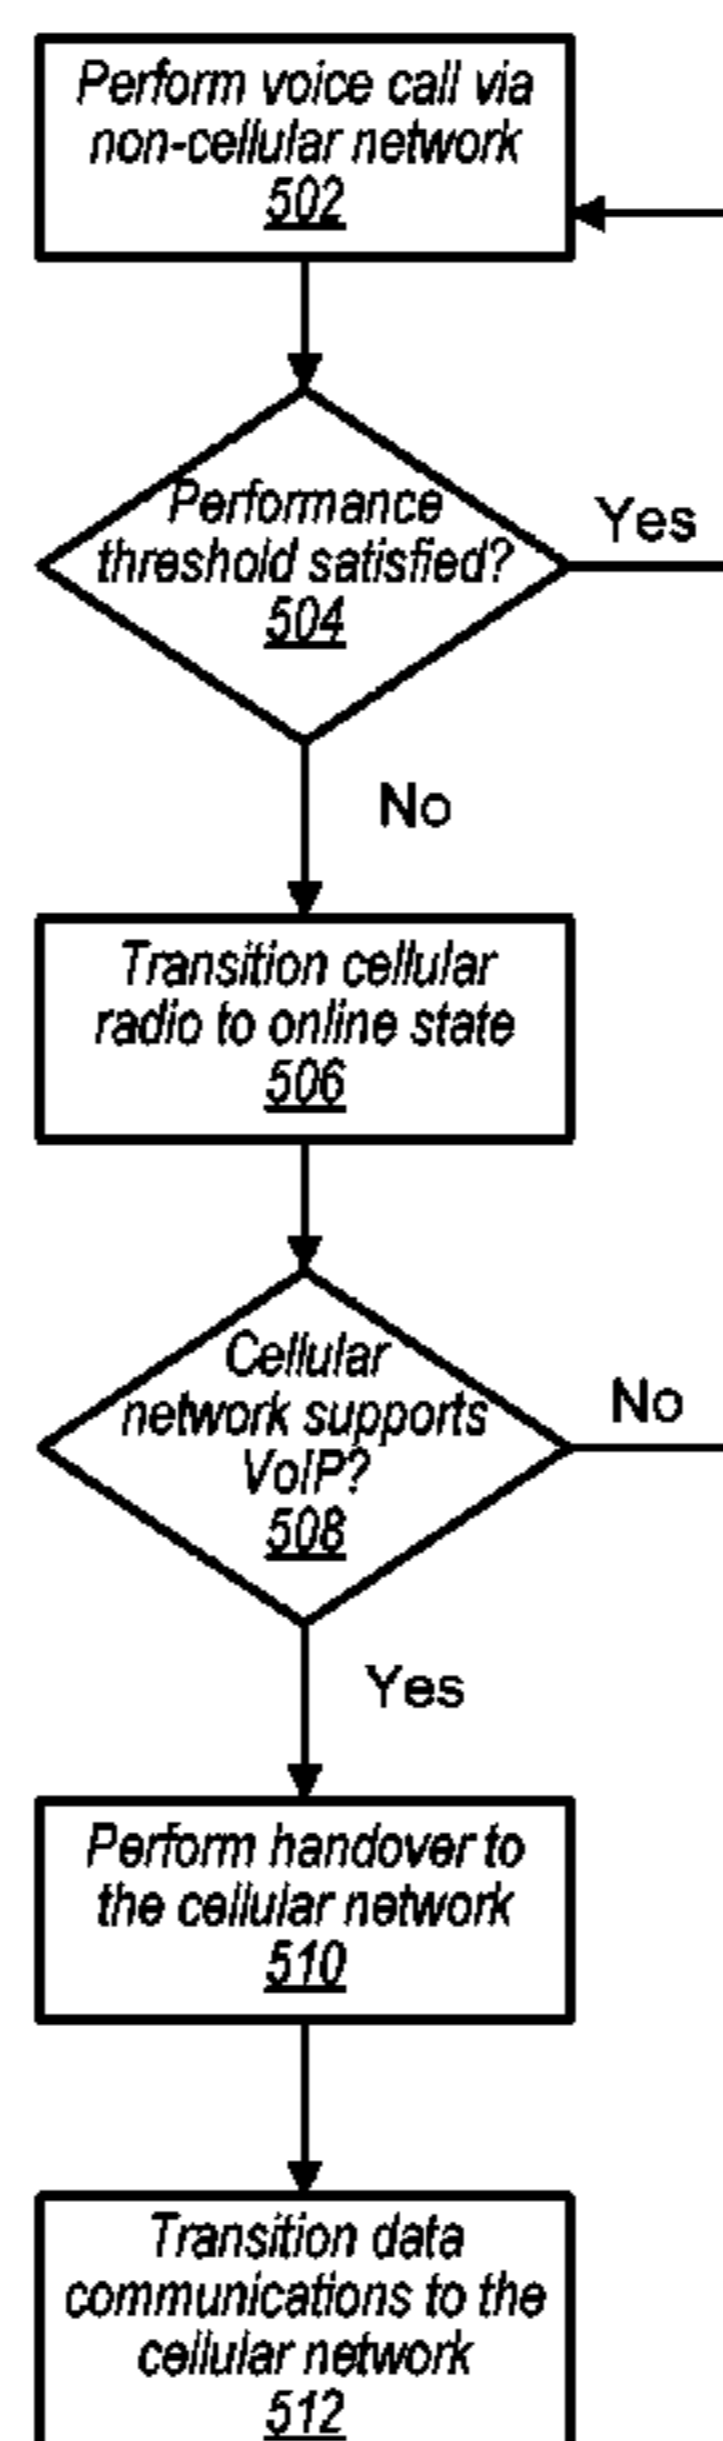 Perform voice call via
non-cellular network
502
Performance
threshold satisfied?
504
Yes
No
Transition cellular
radio to online state
506
Cellular
network supports
VoIP?
508
No
Yes
Perform handover to
the cellular network
510
Transition data
communications to the
cellular network
512